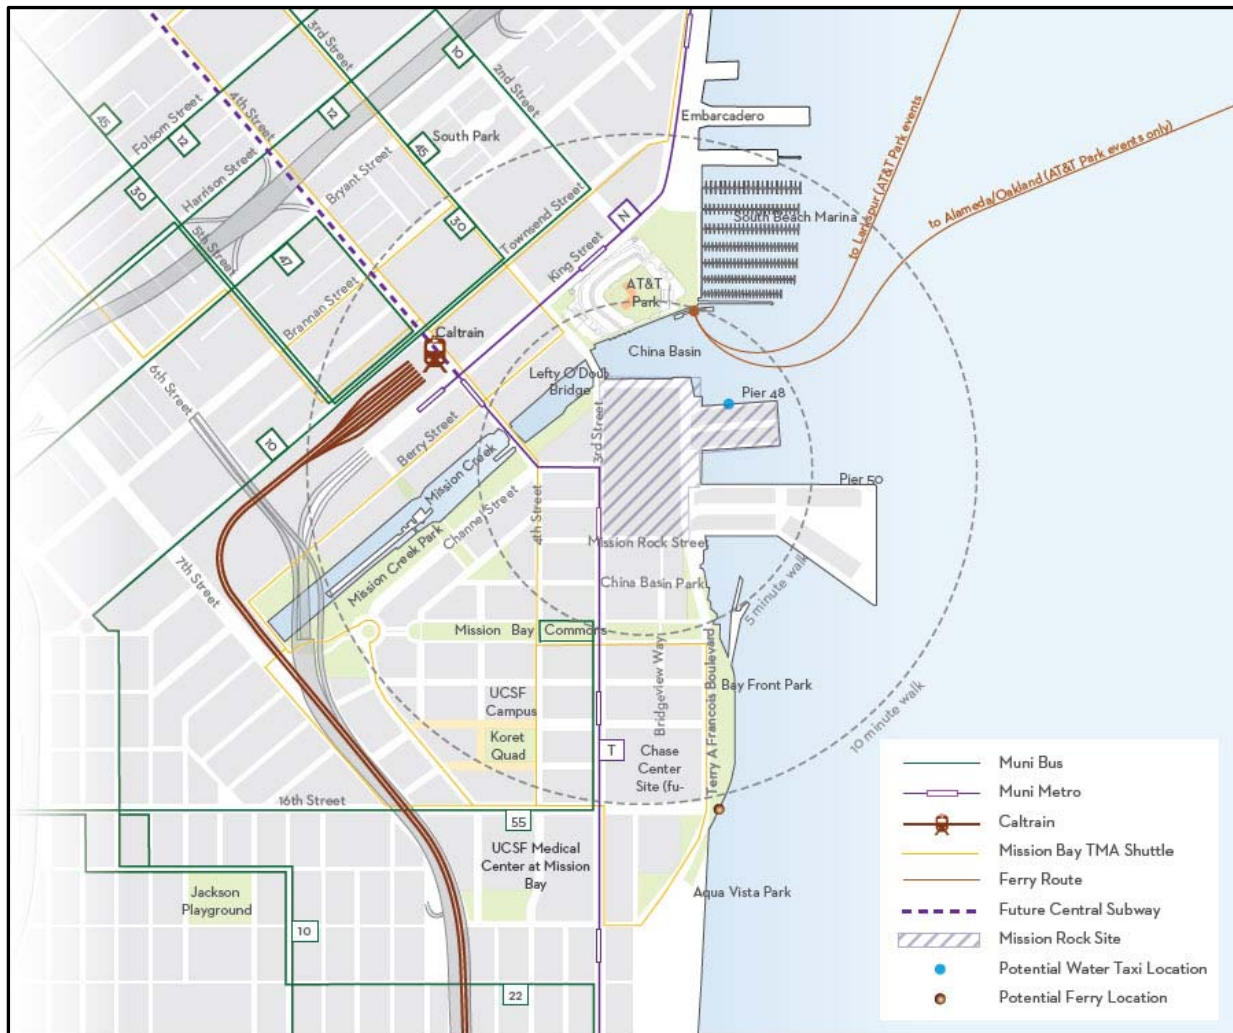 3rd Street
10
2nd Street
45
4th Street
Folsom Street
12
12
Embarcadero
South Park
45
to Larkspur (AT&T Park events
to Alameda/Oakland (AT&T Park events only)
Harrison Street
Bryant Street
30
30
Townsend Street
N
South Beach Marina
5th Street
47
King Street
AT&T
Park
Brannan Street
Caltrain
China Basin
Lefty O'Doul
Bridge
Pier 48
6th Street
3rd Street
10
Berry Street
Mission Creek
Pier 50
Channel Street
4th Street
Mission Rock Street
7th Street
Mission Creek Park
China Basin Park
5 minute walk
Mission Bay Commons
Bridgeview Way
Terry A Francois Boulevard
Bay Front Park
10 minute walk
UCSF
Campus
Koret
Quad
T
Chase
Center
Site (fu-
16th Street
55
UCSF Medical
Center at Mission
Bay
Jackson
Playground
Aqua Vista Park
10
22
Muni Bus
Muni Metro
Caltrain
Mission Bay TMA Shuttle
Ferry Route
Future Central Subway
Mission Rock Site
Potential Water Taxi Location
Potential Ferry Location